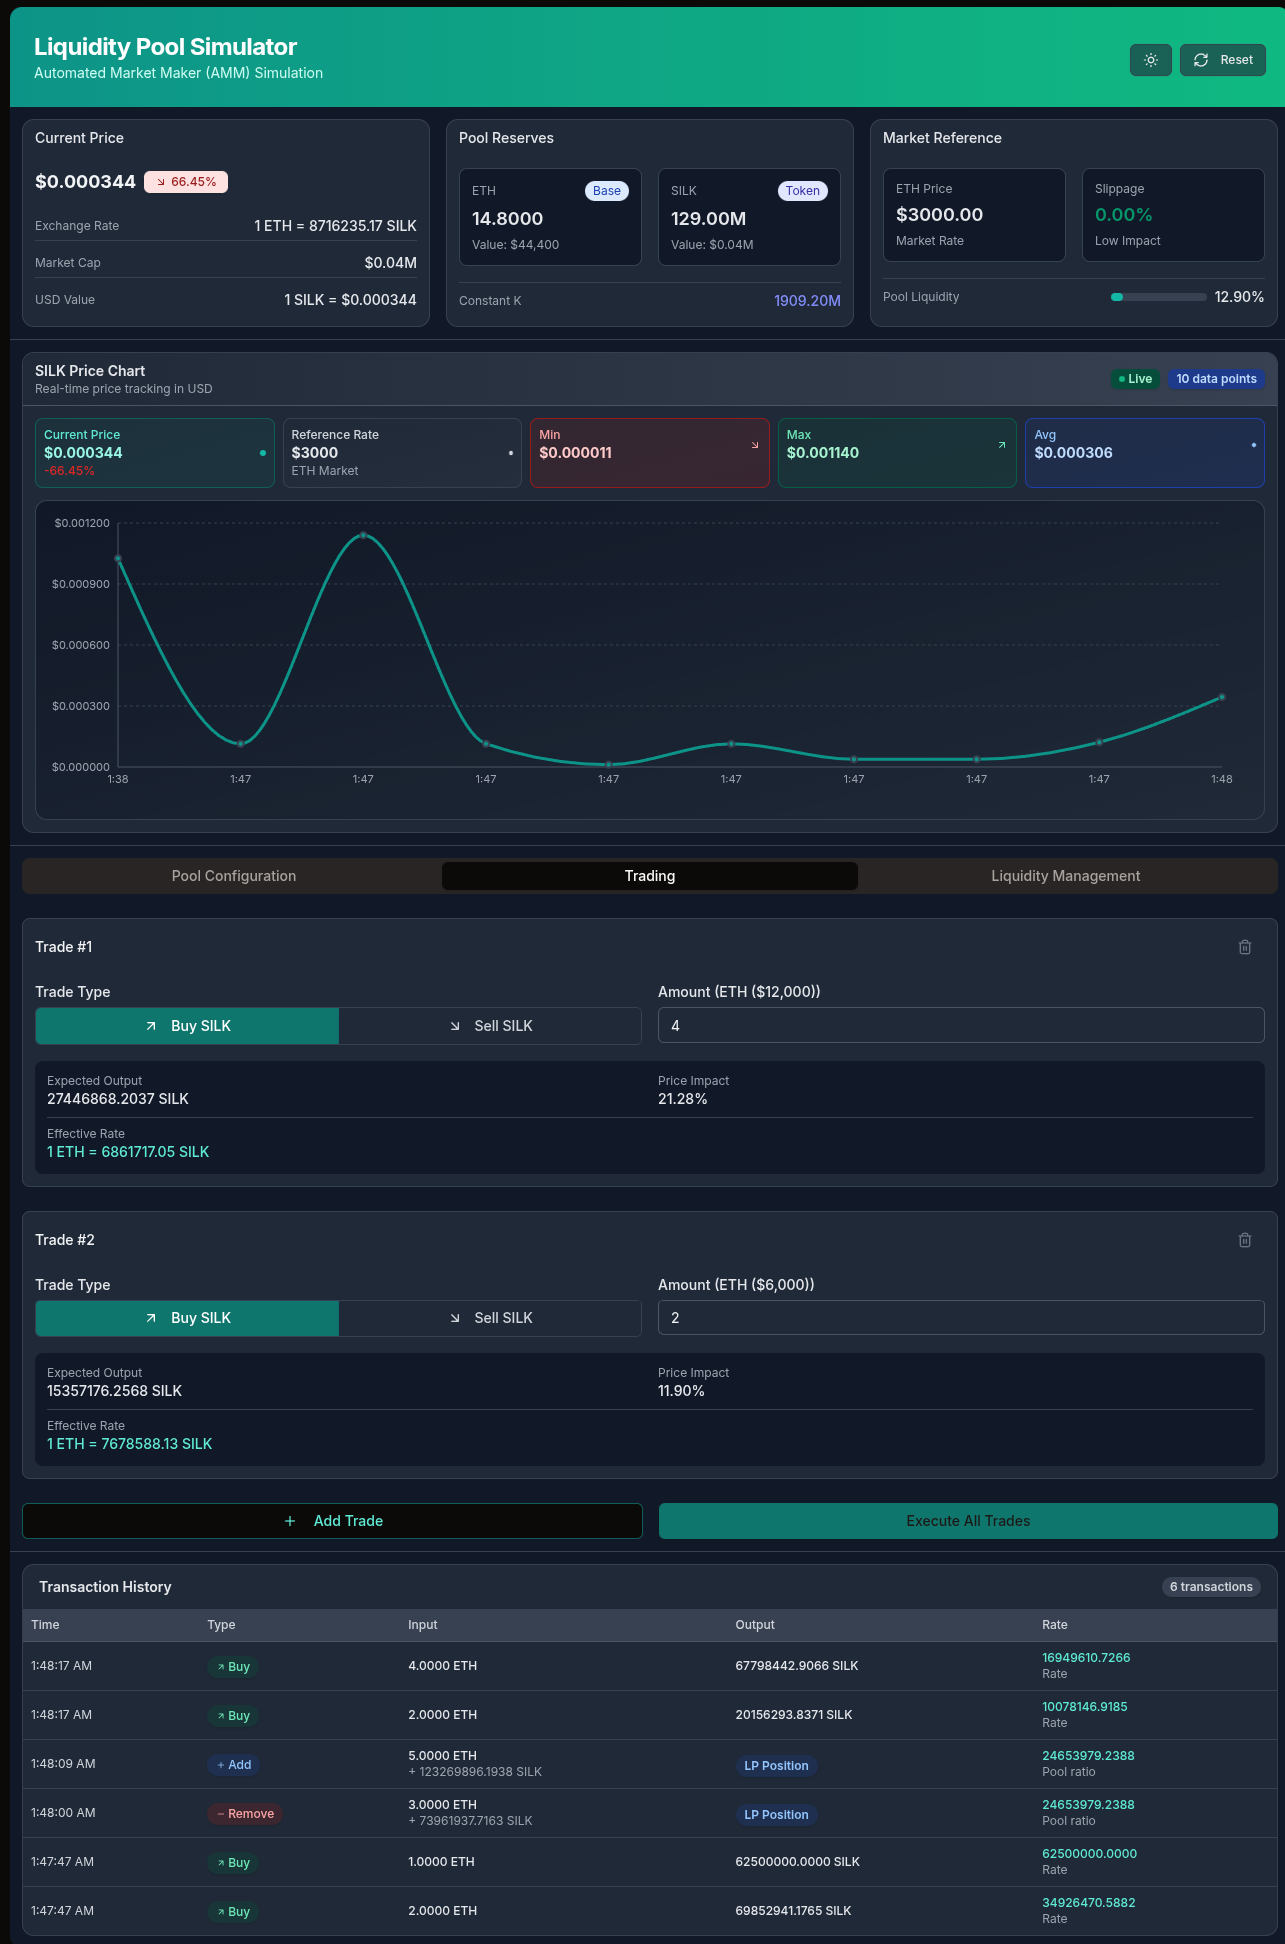 Liquidity Pool Simulator
Automated Market Maker (AMM) Simulation
Reset
Current Price
$0.000344 66.45%
Exchange Rate 1 ETH = 8716235.17 SILK
Market Cap $0.04M
USD Value 1 SILK = $0.000344
Pool Reserves
ETH Base
14.8000
Value: $44,400
SILK Token
129.00M
Value: $0.04M
Constant K 1909.20M
Market Reference
ETH Price
$3000.00
Market Rate
Slippage
0.00%
Low Impact
Pool Liquidity 12.90%
SILK Price Chart
Real-time price tracking in USD
Live 10 data points
Current Price
$0.000344
-66.45%
Reference Rate
$3000
ETH Market
Min
$0.000011
Max
$0.001140
Avg
$0.000306
$0.001200
$0.000900
$0.000600
$0.000300
$0.000000
1:38 1:47 1:47 1:47 1:47 1:47 1:47 1:47 1:47 1:48
Pool Configuration Trading Liquidity Management
Trade #1
Trade Type
Buy SILK Sell SILK
Amount (ETH ($12,000))
4
Expected Output
27446868.2037 SILK
Price Impact
21.28%
Effective Rate
1 ETH = 6861717.05 SILK
Trade #2
Trade Type
Buy SILK Sell SILK
Amount (ETH ($6,000))
2
Expected Output
15357176.2568 SILK
Price Impact
11.90%
Effective Rate
1 ETH = 7678588.13 SILK
+ Add Trade Execute All Trades
Transaction History 6 transactions
Time Type Input Output Rate
1:48:17 AM Buy 4.0000 ETH 67798442.9066 SILK 16949610.7266
Rate
1:48:17 AM Buy 2.0000 ETH 20156293.8371 SILK 10078146.9185
Rate
1:48:09 AM + Add 5.0000 ETH LP Position 24653979.2388
+ 123269896.1938 SILK Pool ratio
1:48:00 AM − Remove 3.0000 ETH LP Position 24653979.2388
+ 73961937.7163 SILK Pool ratio
1:47:47 AM Buy 1.0000 ETH 62500000.0000 SILK 62500000.0000
Rate
1:47:47 AM Buy 2.0000 ETH 69852941.1765 SILK 34926470.5882
Rate